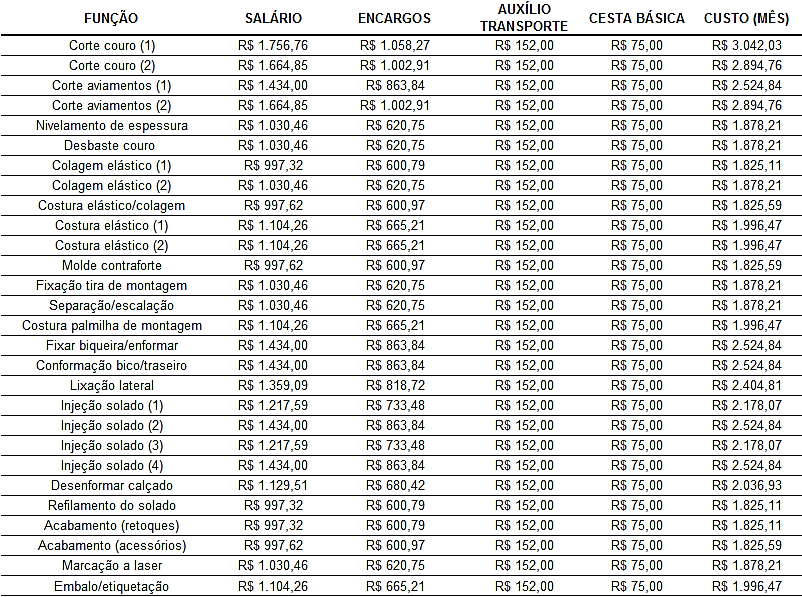 FUNÇÃO SALÁRIO ENCARGOS AUXÍLIO TRANSPORTE CESTA BÁSICA CUSTO (MÊS)
Corte couro (1) R$ 1.756,76 R$ 1.058,27 R$ 152,00 R$ 75,00 R$ 3.042,03
Corte couro (2) R$ 1.664,85 R$ 1.002,91 R$ 152,00 R$ 75,00 R$ 2.894,76
Corte aviamentos (1) R$ 1.434,00 R$ 863,84 R$ 152,00 R$ 75,00 R$ 2.524,84
Corte aviamentos (2) R$ 1.664,85 R$ 1.002,91 R$ 152,00 R$ 75,00 R$ 2.894,76
Nivelamento de espessura R$ 1.030,46 R$ 620,75 R$ 152,00 R$ 75,00 R$ 1.878,21
Desbaste couro R$ 1.030,46 R$ 620,75 R$ 152,00 R$ 75,00 R$ 1.878,21
Colagem elástico (1) R$ 997,32 R$ 600,79 R$ 152,00 R$ 75,00 R$ 1.825,11
Colagem elástico (2) R$ 1.030,46 R$ 620,75 R$ 152,00 R$ 75,00 R$ 1.878,21
Costura elástico/colagem R$ 997,62 R$ 600,97 R$ 152,00 R$ 75,00 R$ 1.825,59
Costura elástico (1) R$ 1.104,26 R$ 665,21 R$ 152,00 R$ 75,00 R$ 1.996,47
Costura elástico (2) R$ 1.104,26 R$ 665,21 R$ 152,00 R$ 75,00 R$ 1.996,47
Molde contraforte R$ 997,62 R$ 600,97 R$ 152,00 R$ 75,00 R$ 1.825,59
Fixação tira de montagem R$ 1.030,46 R$ 620,75 R$ 152,00 R$ 75,00 R$ 1.878,21
Separação/escalação R$ 1.030,46 R$ 620,75 R$ 152,00 R$ 75,00 R$ 1.878,21
Costura palmilha de montagem R$ 1.104,26 R$ 665,21 R$ 152,00 R$ 75,00 R$ 1.996,47
Fixar biqueira/enformar R$ 1.434,00 R$ 863,84 R$ 152,00 R$ 75,00 R$ 2.524,84
Conformação bico/traseiro R$ 1.434,00 R$ 863,84 R$ 152,00 R$ 75,00 R$ 2.524,84
Lixação lateral R$ 1.359,09 R$ 818,72 R$ 152,00 R$ 75,00 R$ 2.404,81
Injeção solado (1) R$ 1.217,59 R$ 733,48 R$ 152,00 R$ 75,00 R$ 2.178,07
Injeção solado (2) R$ 1.434,00 R$ 863,84 R$ 152,00 R$ 75,00 R$ 2.524,84
Injeção solado (3) R$ 1.217,59 R$ 733,48 R$ 152,00 R$ 75,00 R$ 2.178,07
Injeção solado (4) R$ 1.434,00 R$ 863,84 R$ 152,00 R$ 75,00 R$ 2.524,84
Desenformar calçado R$ 1.129,51 R$ 680,42 R$ 152,00 R$ 75,00 R$ 2.036,93
Refilamento do solado R$ 997,32 R$ 600,79 R$ 152,00 R$ 75,00 R$ 1.825,11
Acabamento (retoques) R$ 997,32 R$ 600,79 R$ 152,00 R$ 75,00 R$ 1.825,11
Acabamento (acessórios) R$ 997,62 R$ 600,97 R$ 152,00 R$ 75,00 R$ 1.825,59
Marcação a laser R$ 1.030,46 R$ 620,75 R$ 152,00 R$ 75,00 R$ 1.878,21
Embalo/etiquetação R$ 1.104,26 R$ 665,21 R$ 152,00 R$ 75,00 R$ 1.996,47